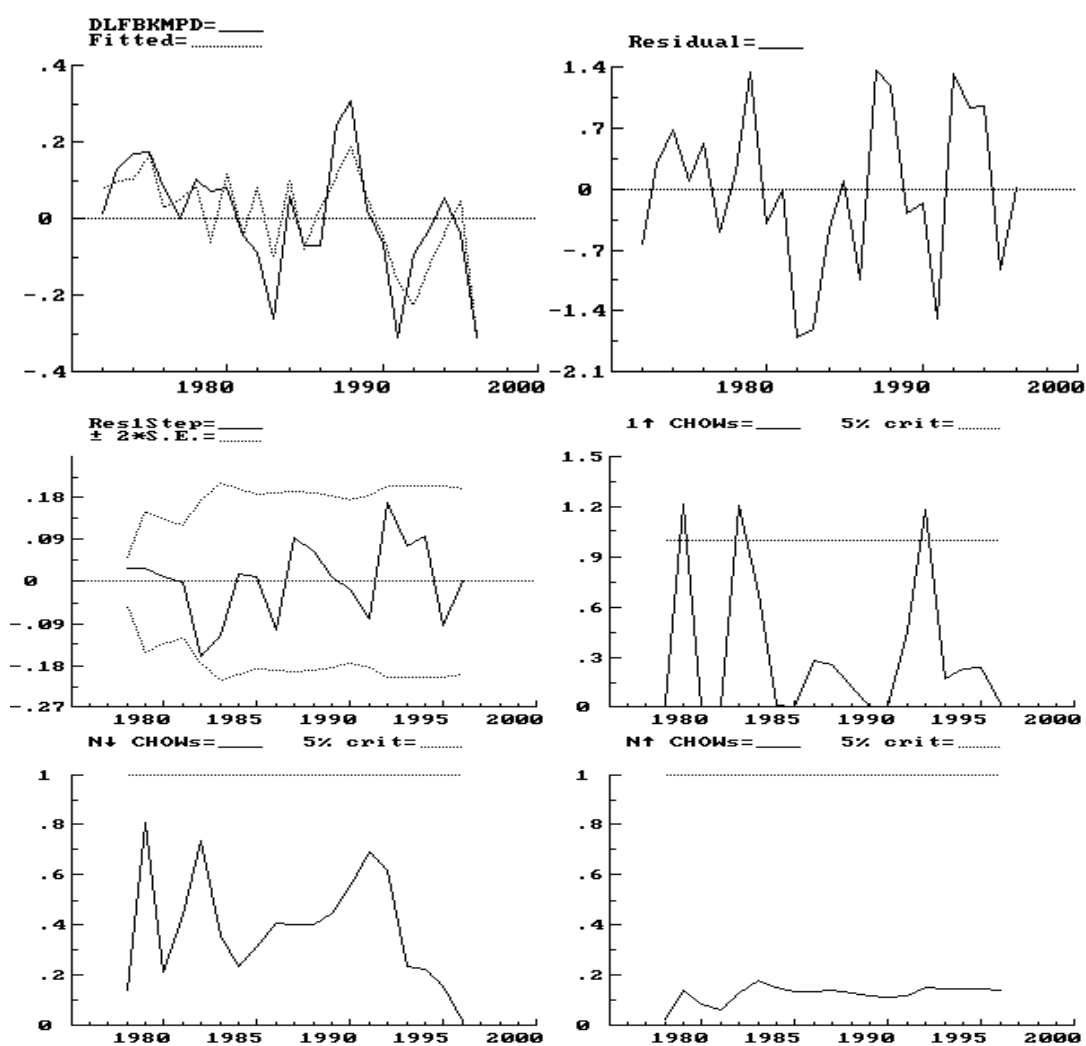 DLFBKMPD=
Fitted=
.4
.2
0
-.2
-.4
1980 1990 2000
Residual=
1.4
.7
0
-.7
-1.4
-2.1
1980 1990 2000
Res1Step=
± 2*S.E.=
.18
.09
0
-.09
-.18
-.27
1980 1985 1990 1995 2000
1↑ CHOWs= 5% crit=
1.5
1.2
.9
.6
.3
0
1980 1985 1990 1995 2000
N↓ CHOWs= 5% crit=
1
.8
.6
.4
.2
0
1980 1985 1990 1995 2000
N↑ CHOWs= 5% crit=
1
.8
.6
.4
.2
0
1980 1985 1990 1995 2000